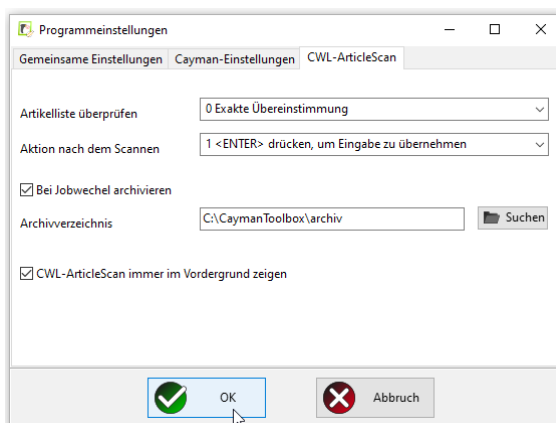 Programmeinstellungen
Gemeinsame Einstellungen Cayman-Einstellungen CWL-ArticleScan
Artikelliste überprüfen 0 Exakte Übereinstimmung
Aktion nach dem Scannen 1 <ENTER> drücken, um Eingabe zu übernehmen
Bei Jobwechel archivieren
Archivverzeichnis C:\CaymanToolbox\archiv Suchen
CWL-ArticleScan immer im Vordergrund zeigen
OK Abbruch